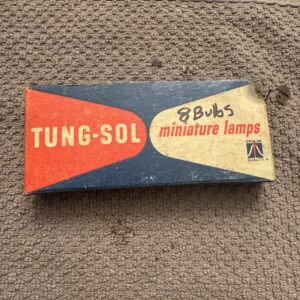 8 Bulbs
TUNG-SOL
miniature lamps